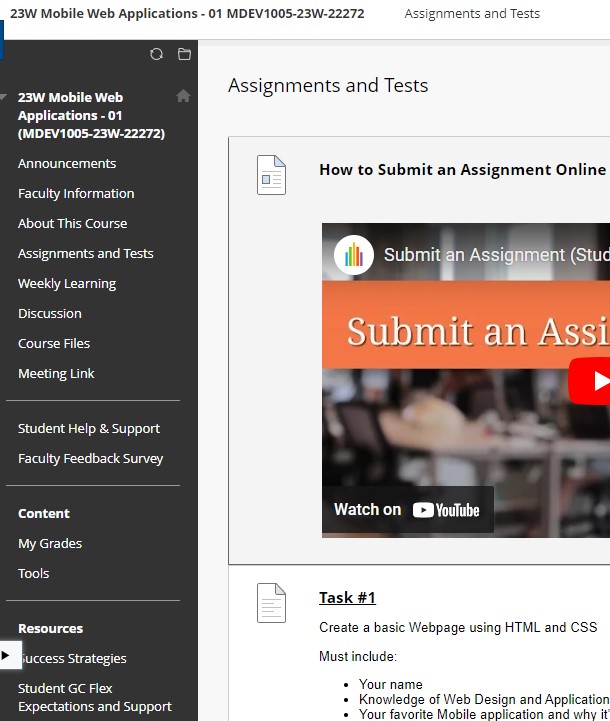 23W Mobile Web Applications - 01 MDEV1005-23W-22272
Assignments and Tests
23W Mobile Web
Applications - 01
(MDEV1005-23W-22272)
Announcements
Faculty Information
About This Course
Assignments and Tests
Weekly Learning
Discussion
Course Files
Meeting Link
Student Help & Support
Faculty Feedback Survey
Content
My Grades
Tools
Resources
Success Strategies
Student GC Flex
Expectations and Support
Assignments and Tests
How to Submit an Assignment Online
Submit an Assignment (Stud
Submit an Assi
Watch on YouTube
Task #1
Create a basic Webpage using HTML and CSS
Must include:
• Your name
• Knowledge of Web Design and Application
• Your favorite Mobile application and why it'